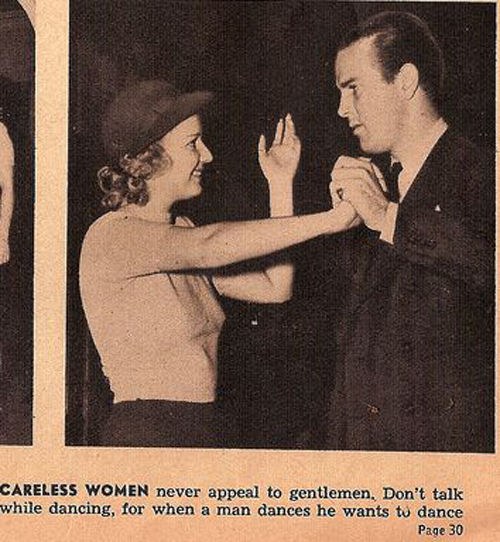 CARELESS WOMEN never appeal to gentlemen. Don't talk
while dancing, for when a man dances he wants to dance
Page 30